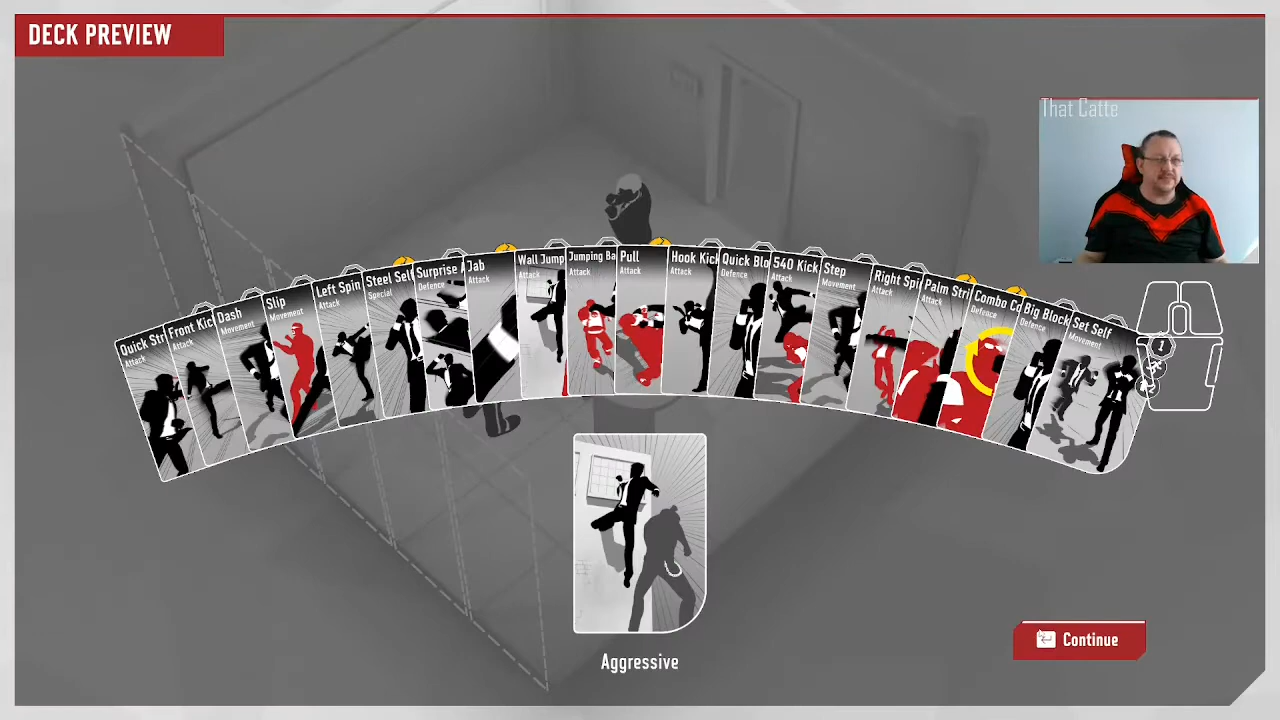 DECK PREVIEW
That Catte
Quick Str
Attack
Front Kick
Attack
Dash
Movement
Slip
Movement
Left Spin
Attack
Steel Self
Special
Surprise
Defence
Jab
Attack
Wall Jump
Attack
Jumping Ba
Attack
Pull
Attack
Hook Kick
Attack
Quick Blo
Defence
540 Kick
Attack
Step
Movement
Right Spi
Attack
Palm Stri
Attack
Combo Co
Defence
Big Block
Defence
Set Self
Movement
1
Aggressive
Continue